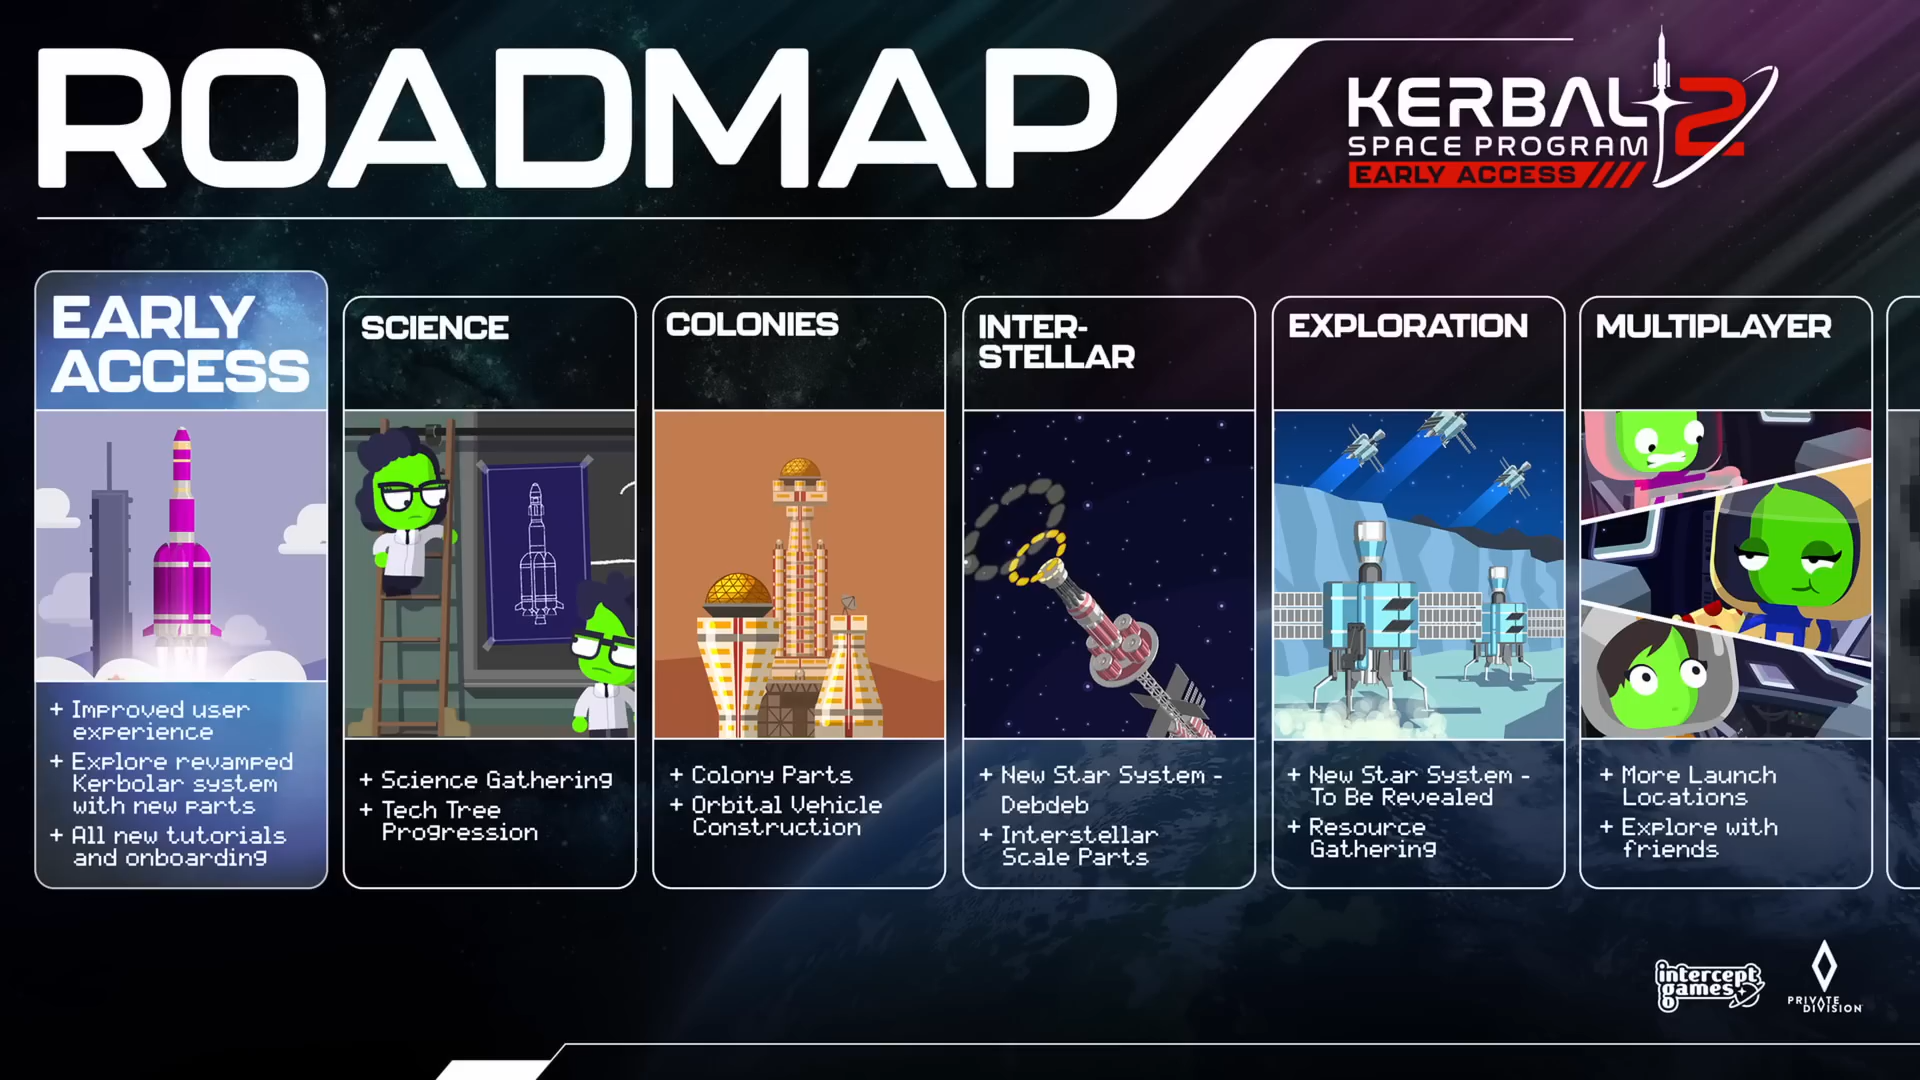 ROADMAP
KERBAL 2
SPACE PROGRAM
EARLY ACCESS
EARLY
ACCESS
+ Improved user
experience
+ Explore revamped
Kerbolar system
with new parts
+ All new tutorials
and onboarding
SCIENCE
+ Science Gathering
+ Tech Tree
Progression
COLONIES
+ Colony Parts
+ Orbital Vehicle
Construction
INTER-
STELLAR
+ New Star System -
Debdeb
+ Interstellar
Scale Parts
EXPLORATION
+ New Star System -
To Be Revealed
+ Resource
Gathering
MULTIPLAYER
+ More Launch
Locations
+ Explore with
friends
intercept
games
PRIVATE
DIVISION